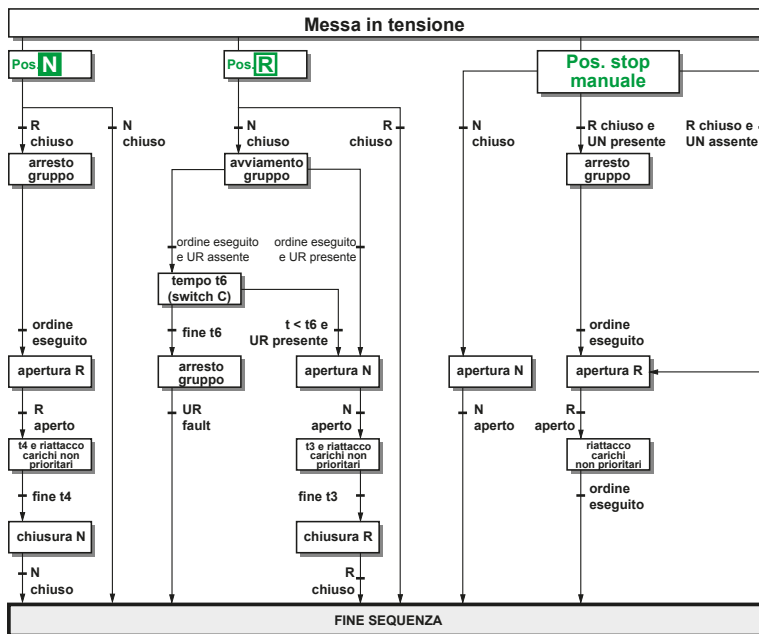 Messa in tensione
Pos. N
Pos. R
Pos. stop
manuale
R
chiuso
N
chiuso
N
chiuso
R
chiuso
N
chiuso
R chiuso e
UN presente
R chiuso e
UN assente
arresto
gruppo
avviamento
gruppo
arresto
gruppo
ordine eseguito
e UR assente
ordine eseguito
e UR presente
tempo t6
(switch C)
ordine
eseguito
fine t6
t < t6 e
UR presente
ordine
eseguito
apertura R
arresto
gruppo
apertura N
apertura N
apertura R
R
aperto
UR
fault
N
aperto
N
aperto
R
aperto
t4 e riattacco
carichi non
prioritari
t3 e riattacco
carichi non
prioritari
riattacco
carichi
non prioritari
fine t4
fine t3
ordine
eseguito
chiusura N
chiusura R
N
chiuso
R
chiuso
FINE SEQUENZA